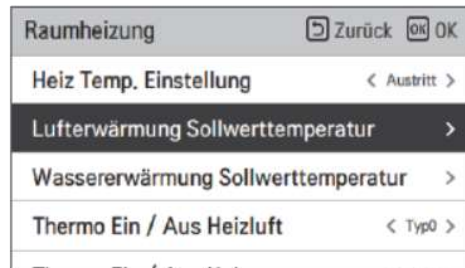 Raumheizung Zurück OK OK
Heiz Temp. Einstellung < Austritt >
Lufterwärmung Sollwerttemperatur >
Wassererwärmung Sollwerttemperatur >
Thermo Ein / Aus Heizluft < Typ0 >